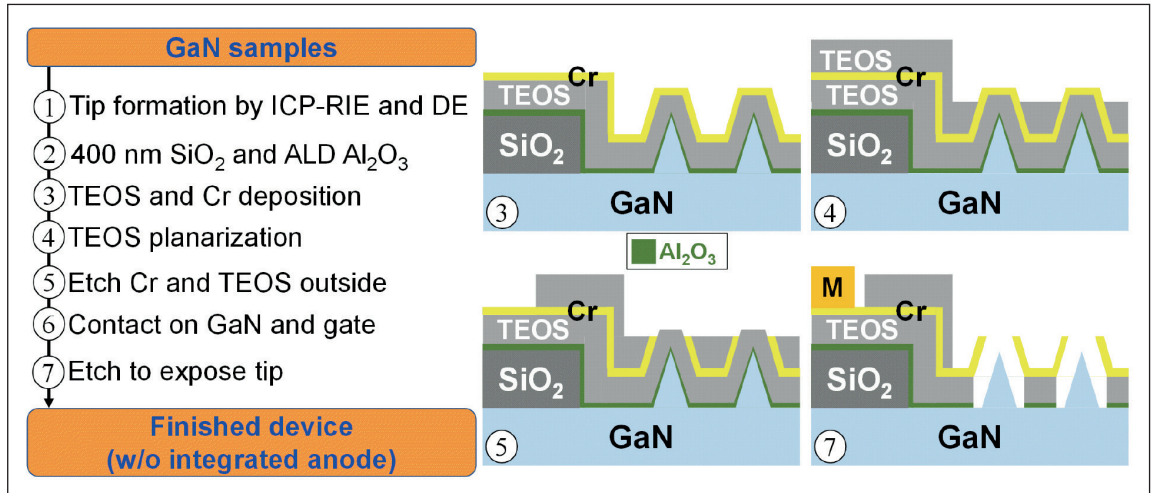 GaN samples
1 Tip formation by ICP-RIE and DE
2 400 nm SiO₂ and ALD Al₂O₃
3 TEOS and Cr deposition
4 TEOS planarization
5 Etch Cr and TEOS outside
6 Contact on GaN and gate
7 Etch to expose tip
Finished device
(w/o integrated anode)
Cr
TEOS
SiO₂
GaN
3
TEOS
Cr
TEOS
SiO₂
GaN
4
Al₂O₃
Cr
TEOS
SiO₂
GaN
5
M
Cr
TEOS
SiO₂
GaN
7